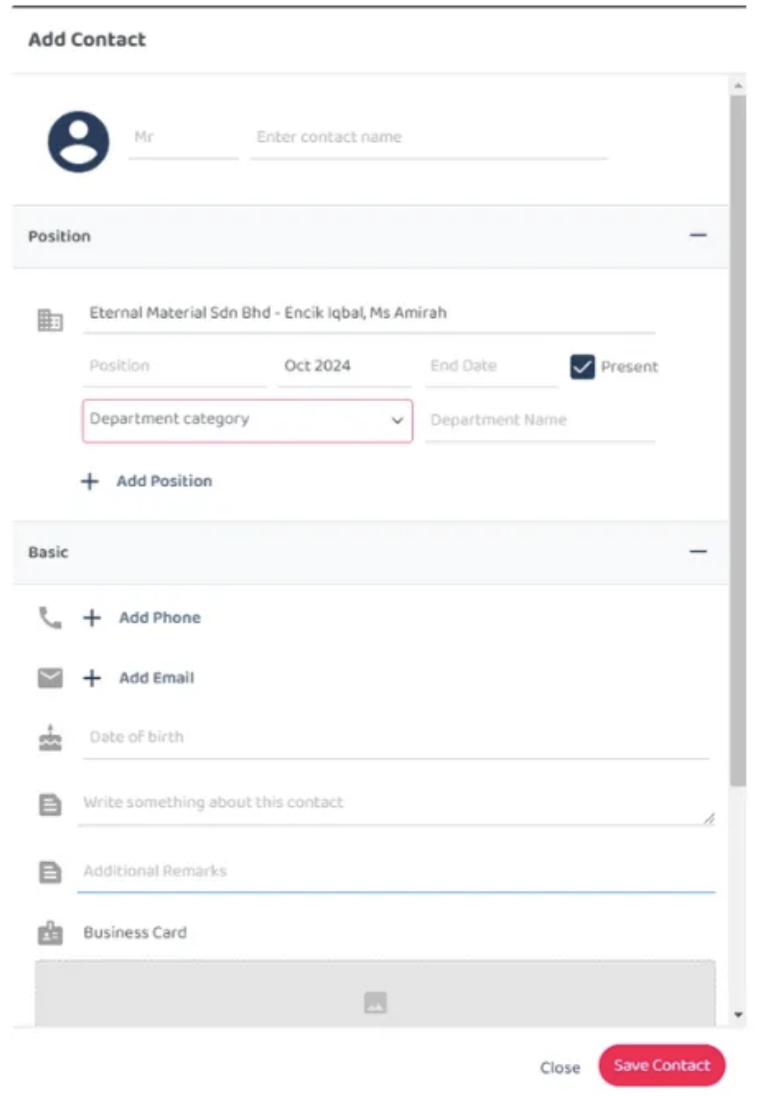 Add Contact
Mr Enter contact name
Position
Eternal Material Sdn Bhd - Encik Iqbal, Ms Amirah
Position Oct 2024 End Date Present
Department category Department Name
Add Position
Basic
Add Phone
Add Email
Date of birth
Write something about this contact
Additional Remarks
Business Card
Close Save Contact